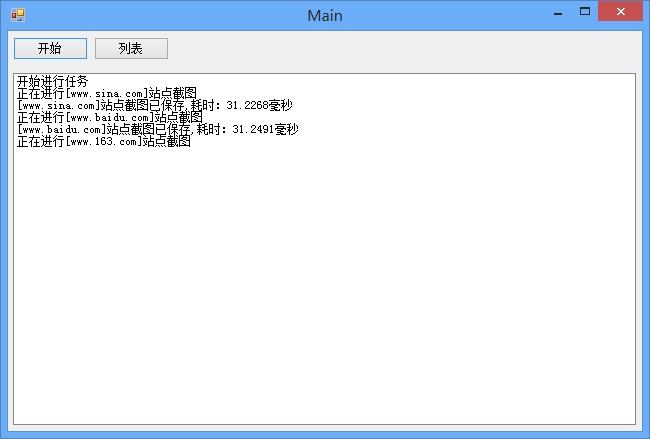 Main
开始
列表
开始进行任务
正在进行[www.sina.com]站点截图
[www.sina.com]站点截图已保存,耗时：31.2268毫秒
正在进行[www.baidu.com]站点截图
[www.baidu.com]站点截图已保存,耗时：31.2491毫秒
正在进行[www.163.com]站点截图